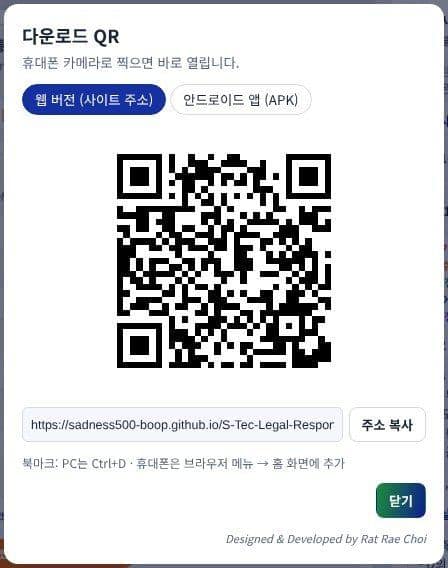 다운로드 QR
휴대폰 카메라로 찍으면 바로 열립니다.
웹 버전 (사이트 주소)
안드로이드 앱 (APK)
https://sadness500-boop.github.io/S-Tec-Legal-Respor
주소 복사
북마크: PC는 Ctrl+D · 휴대폰은 브라우저 메뉴 → 홈 화면에 추가
닫기
Designed & Developed by Rat Rae Choi